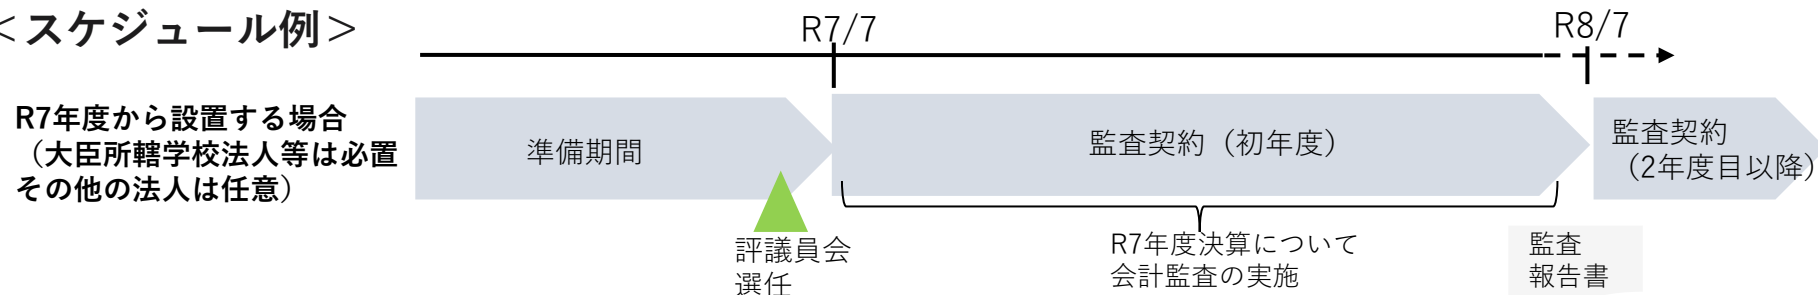 ＜スケジュール例＞
R7/7
R8/7
R7年度から設置する場合
（大臣所轄学校法人等は必置
その他の法人は任意）
準備期間
監査契約（初年度）
監査契約
（2年度目以降）
評議員会
選任
R7年度決算について
会計監査の実施
監査
報告書